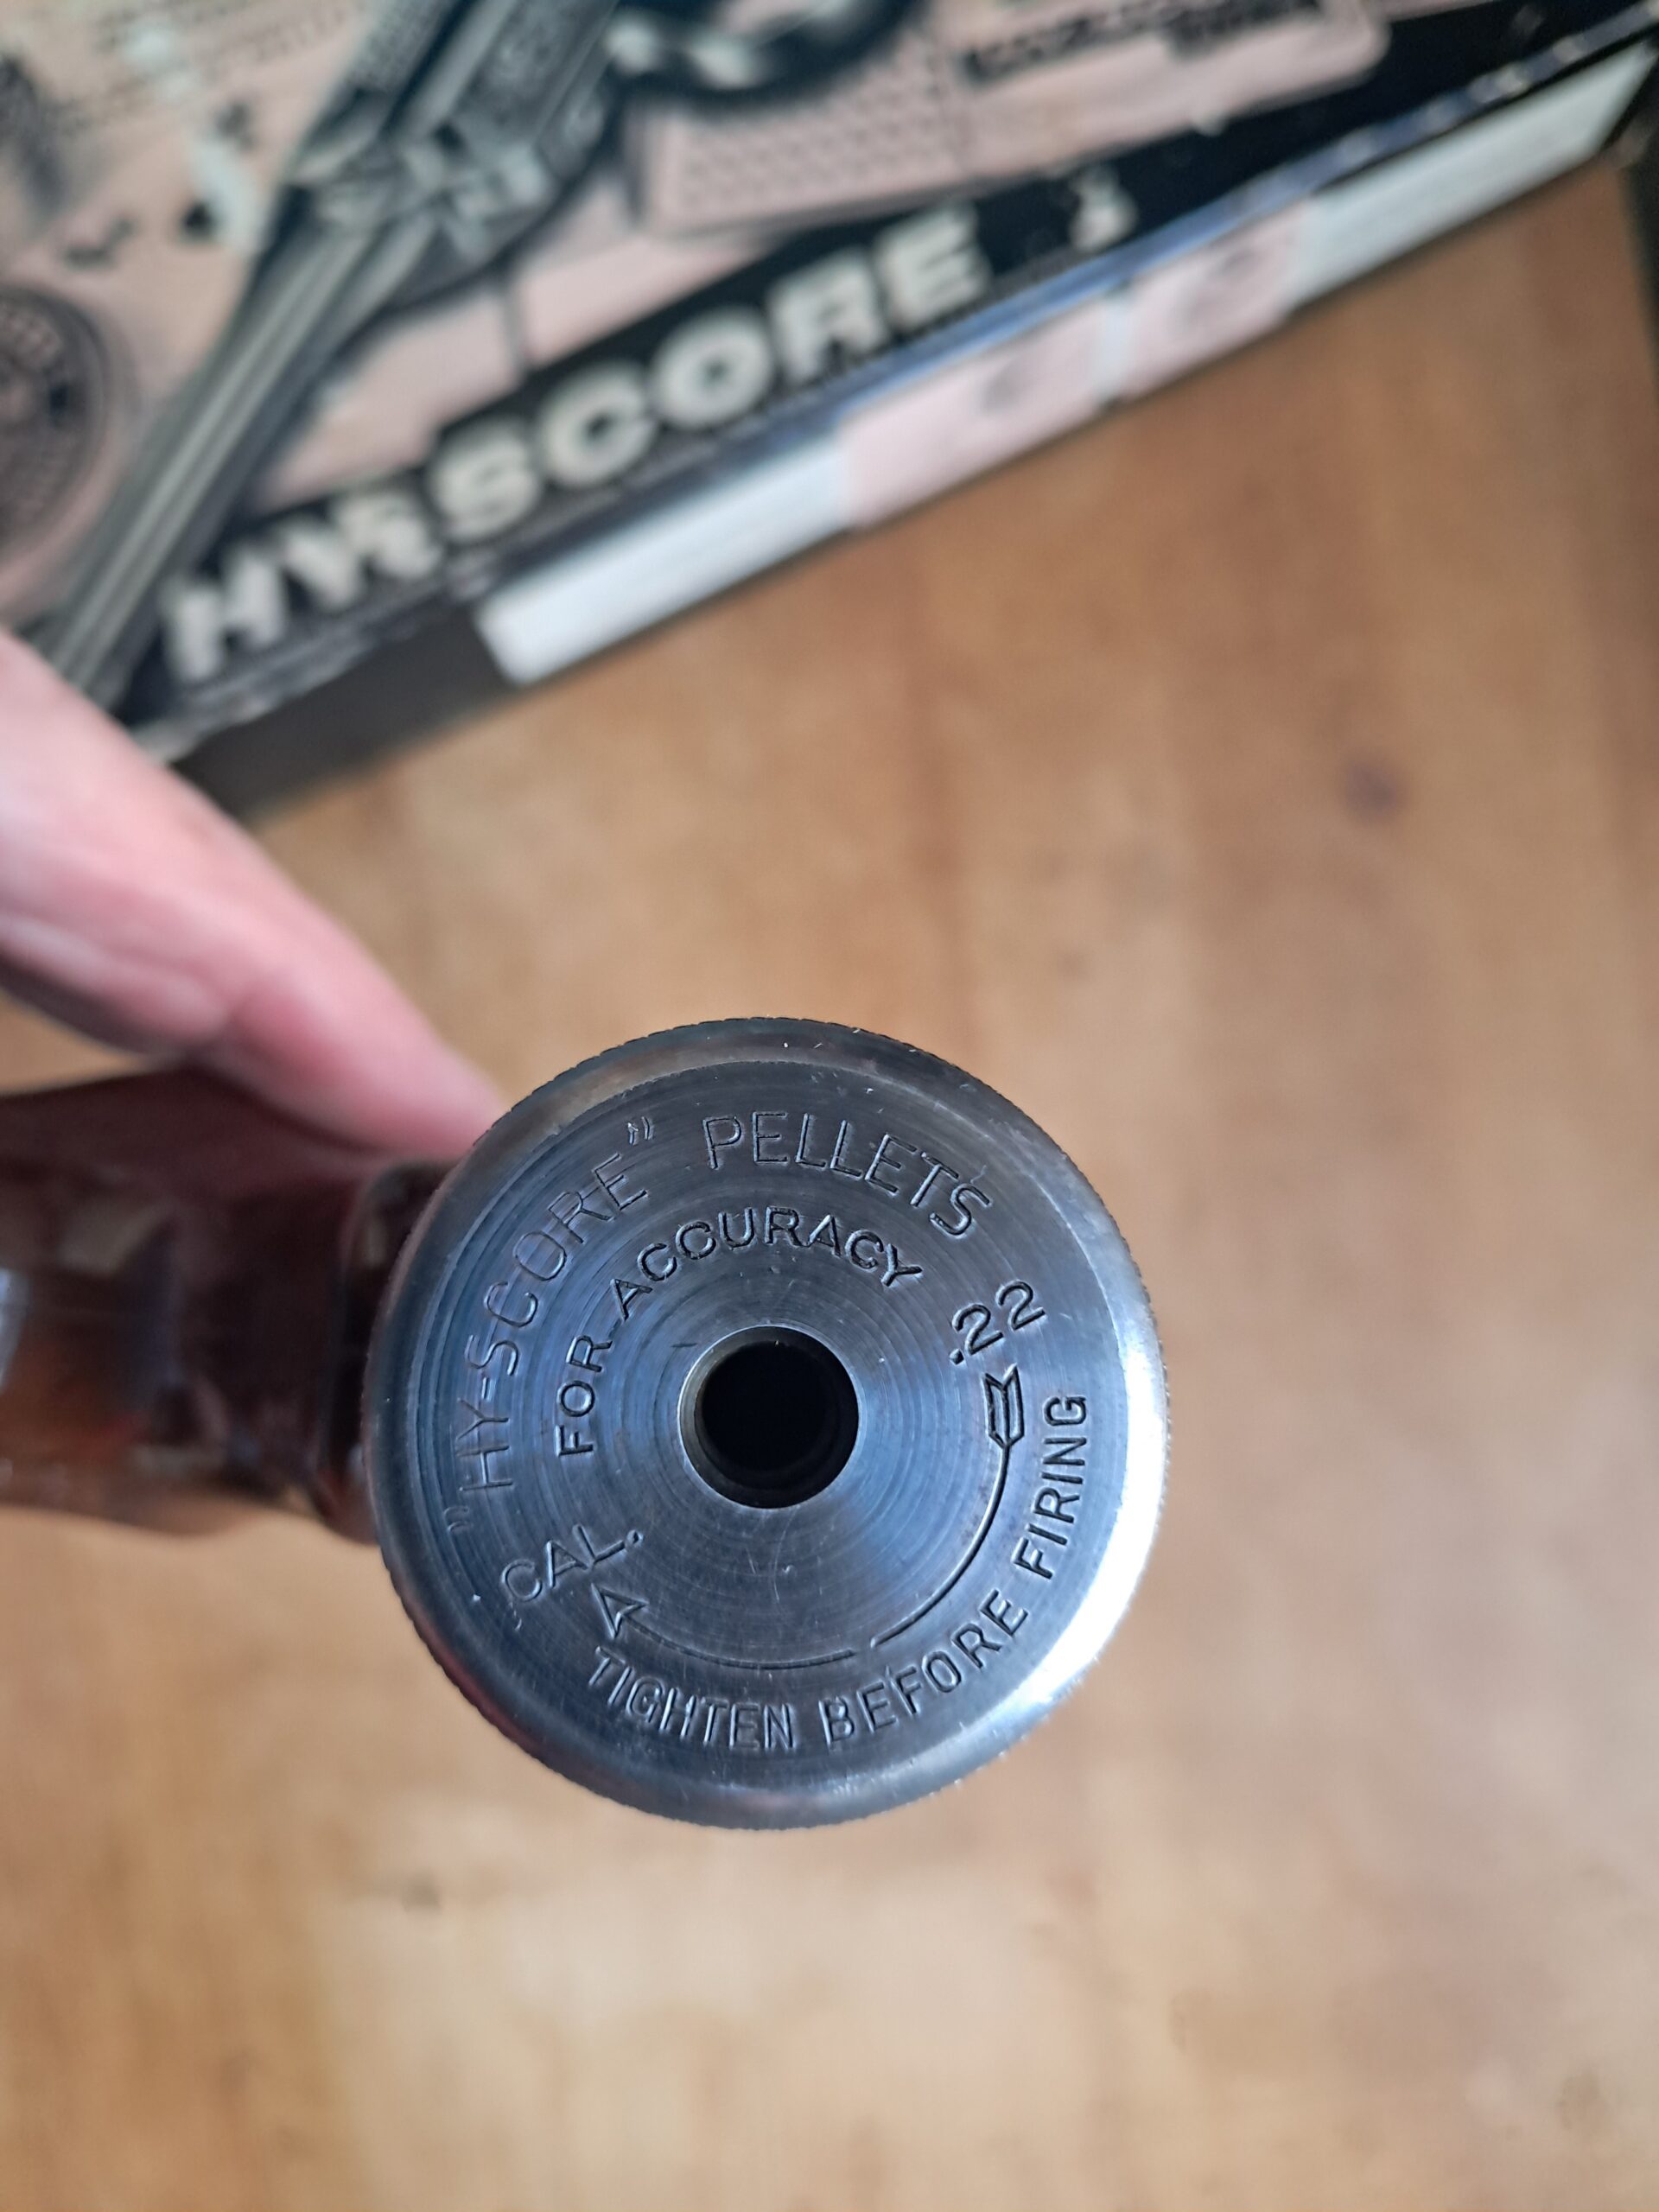 HY-SCORE
"HY-SCORE" PELLETS
FOR ACCURACY
CAL. .22
TIGHTEN BEFORE FIRING